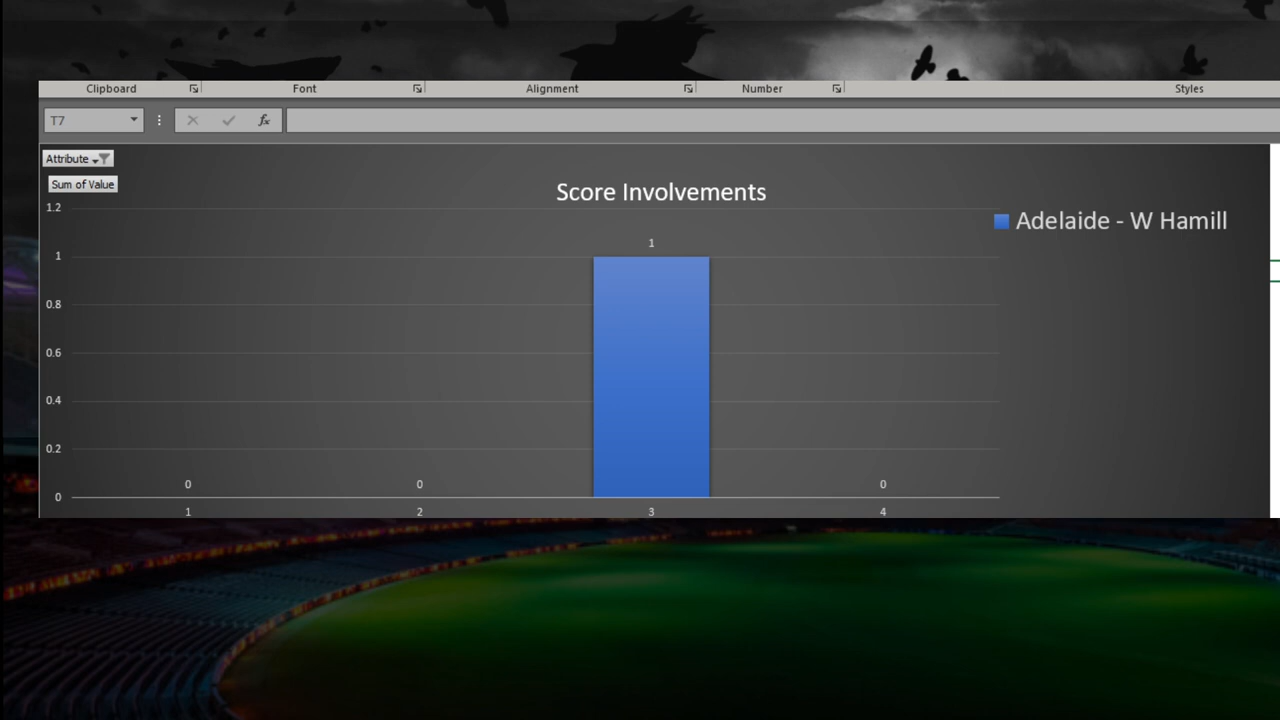 Clipboard Font Alignment Number Styles
T7 fx
Attribute
Sum of Value
Score Involvements
Adelaide - W Hamill
1.2
1
0.8
0.6
0.4
0.2
0
0 0 1 0
1 2 3 4